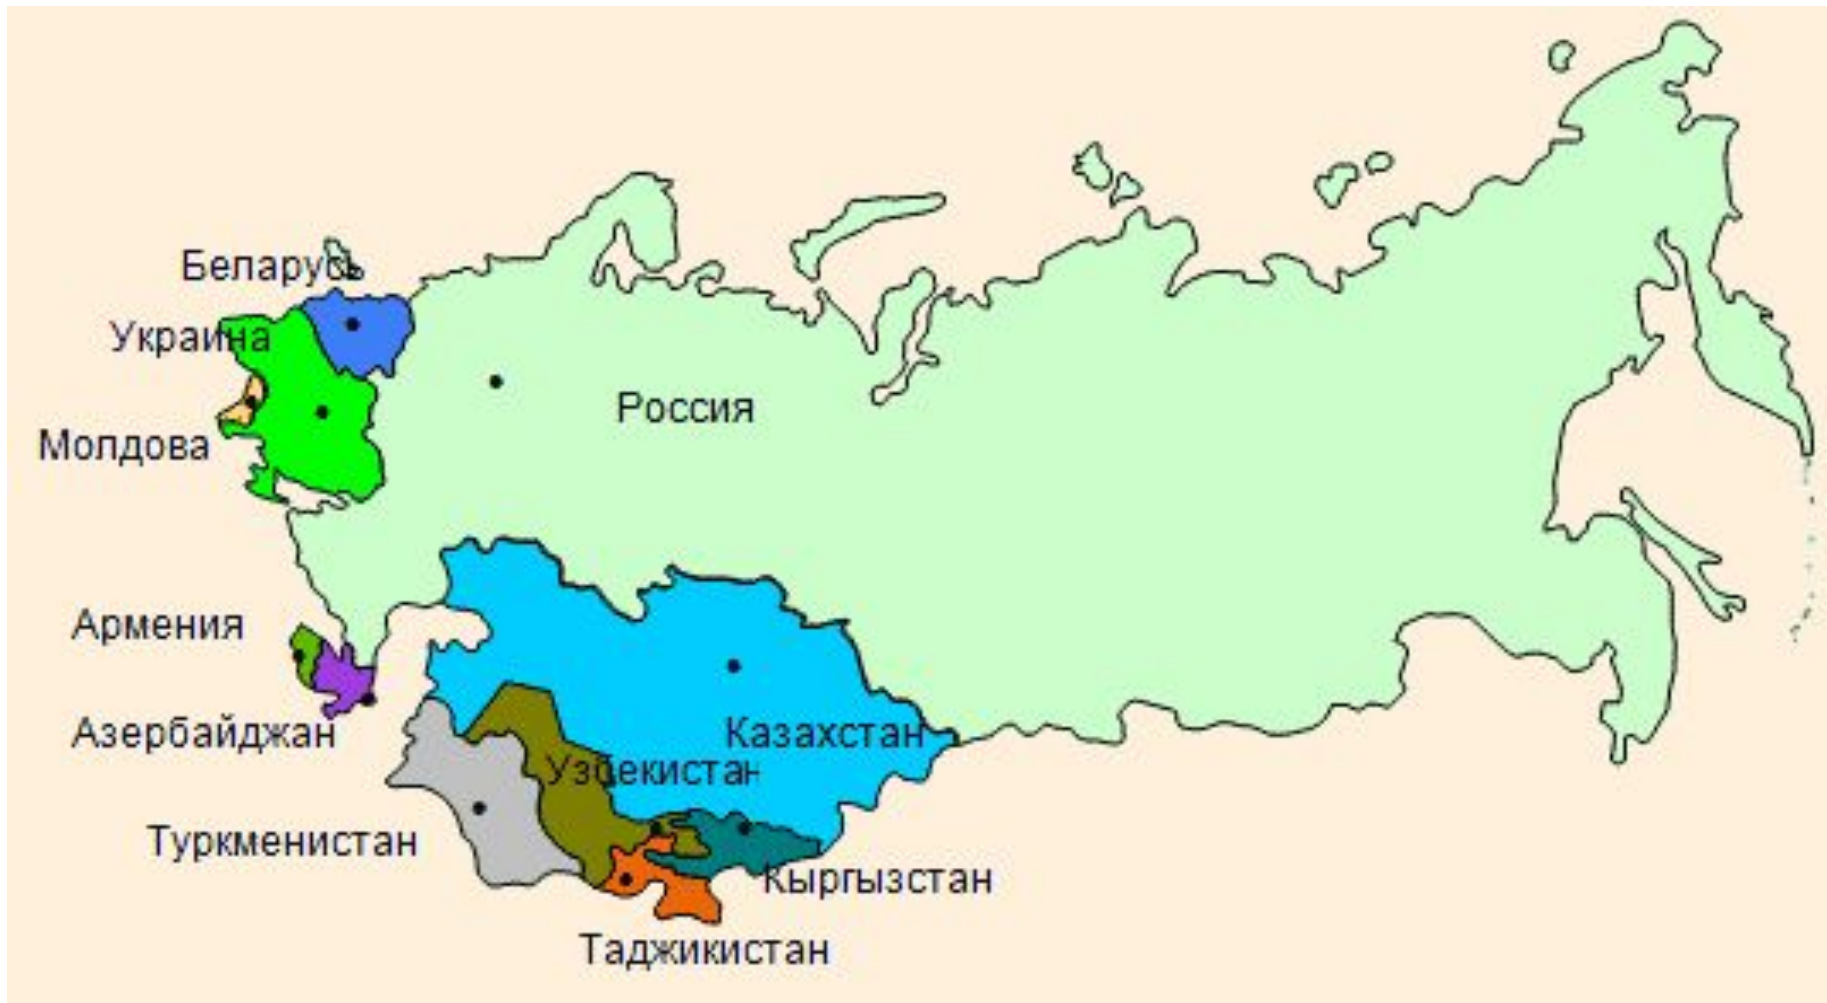 Беларусь
Украина
Россия
Молдова
Армения
Азербайджан
Казахстан
Узбекистан
Туркменистан
Кыргызстан
Таджикистан